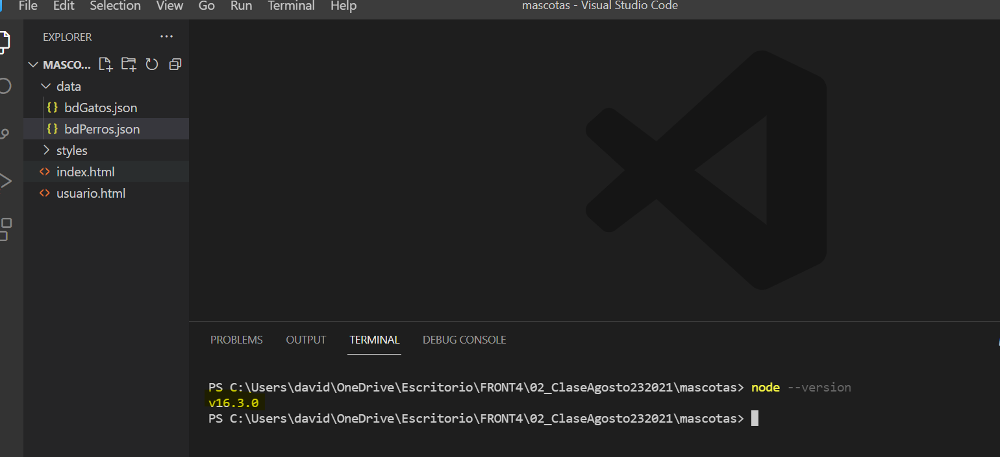 File Edit Selection View Go Run Terminal Help mascotas - Visual Studio Code
EXPLORER ···
MASCO...
data
{} bdGatos.json
{} bdPerros.json
styles
<> index.html
<> usuario.html
PROBLEMS OUTPUT TERMINAL DEBUG CONSOLE
PS C:\Users\david\OneDrive\Escritorio\FRONT4\02_ClaseAgosto232021\mascotas> node --version
v16.3.0
PS C:\Users\david\OneDrive\Escritorio\FRONT4\02_ClaseAgosto232021\mascotas>